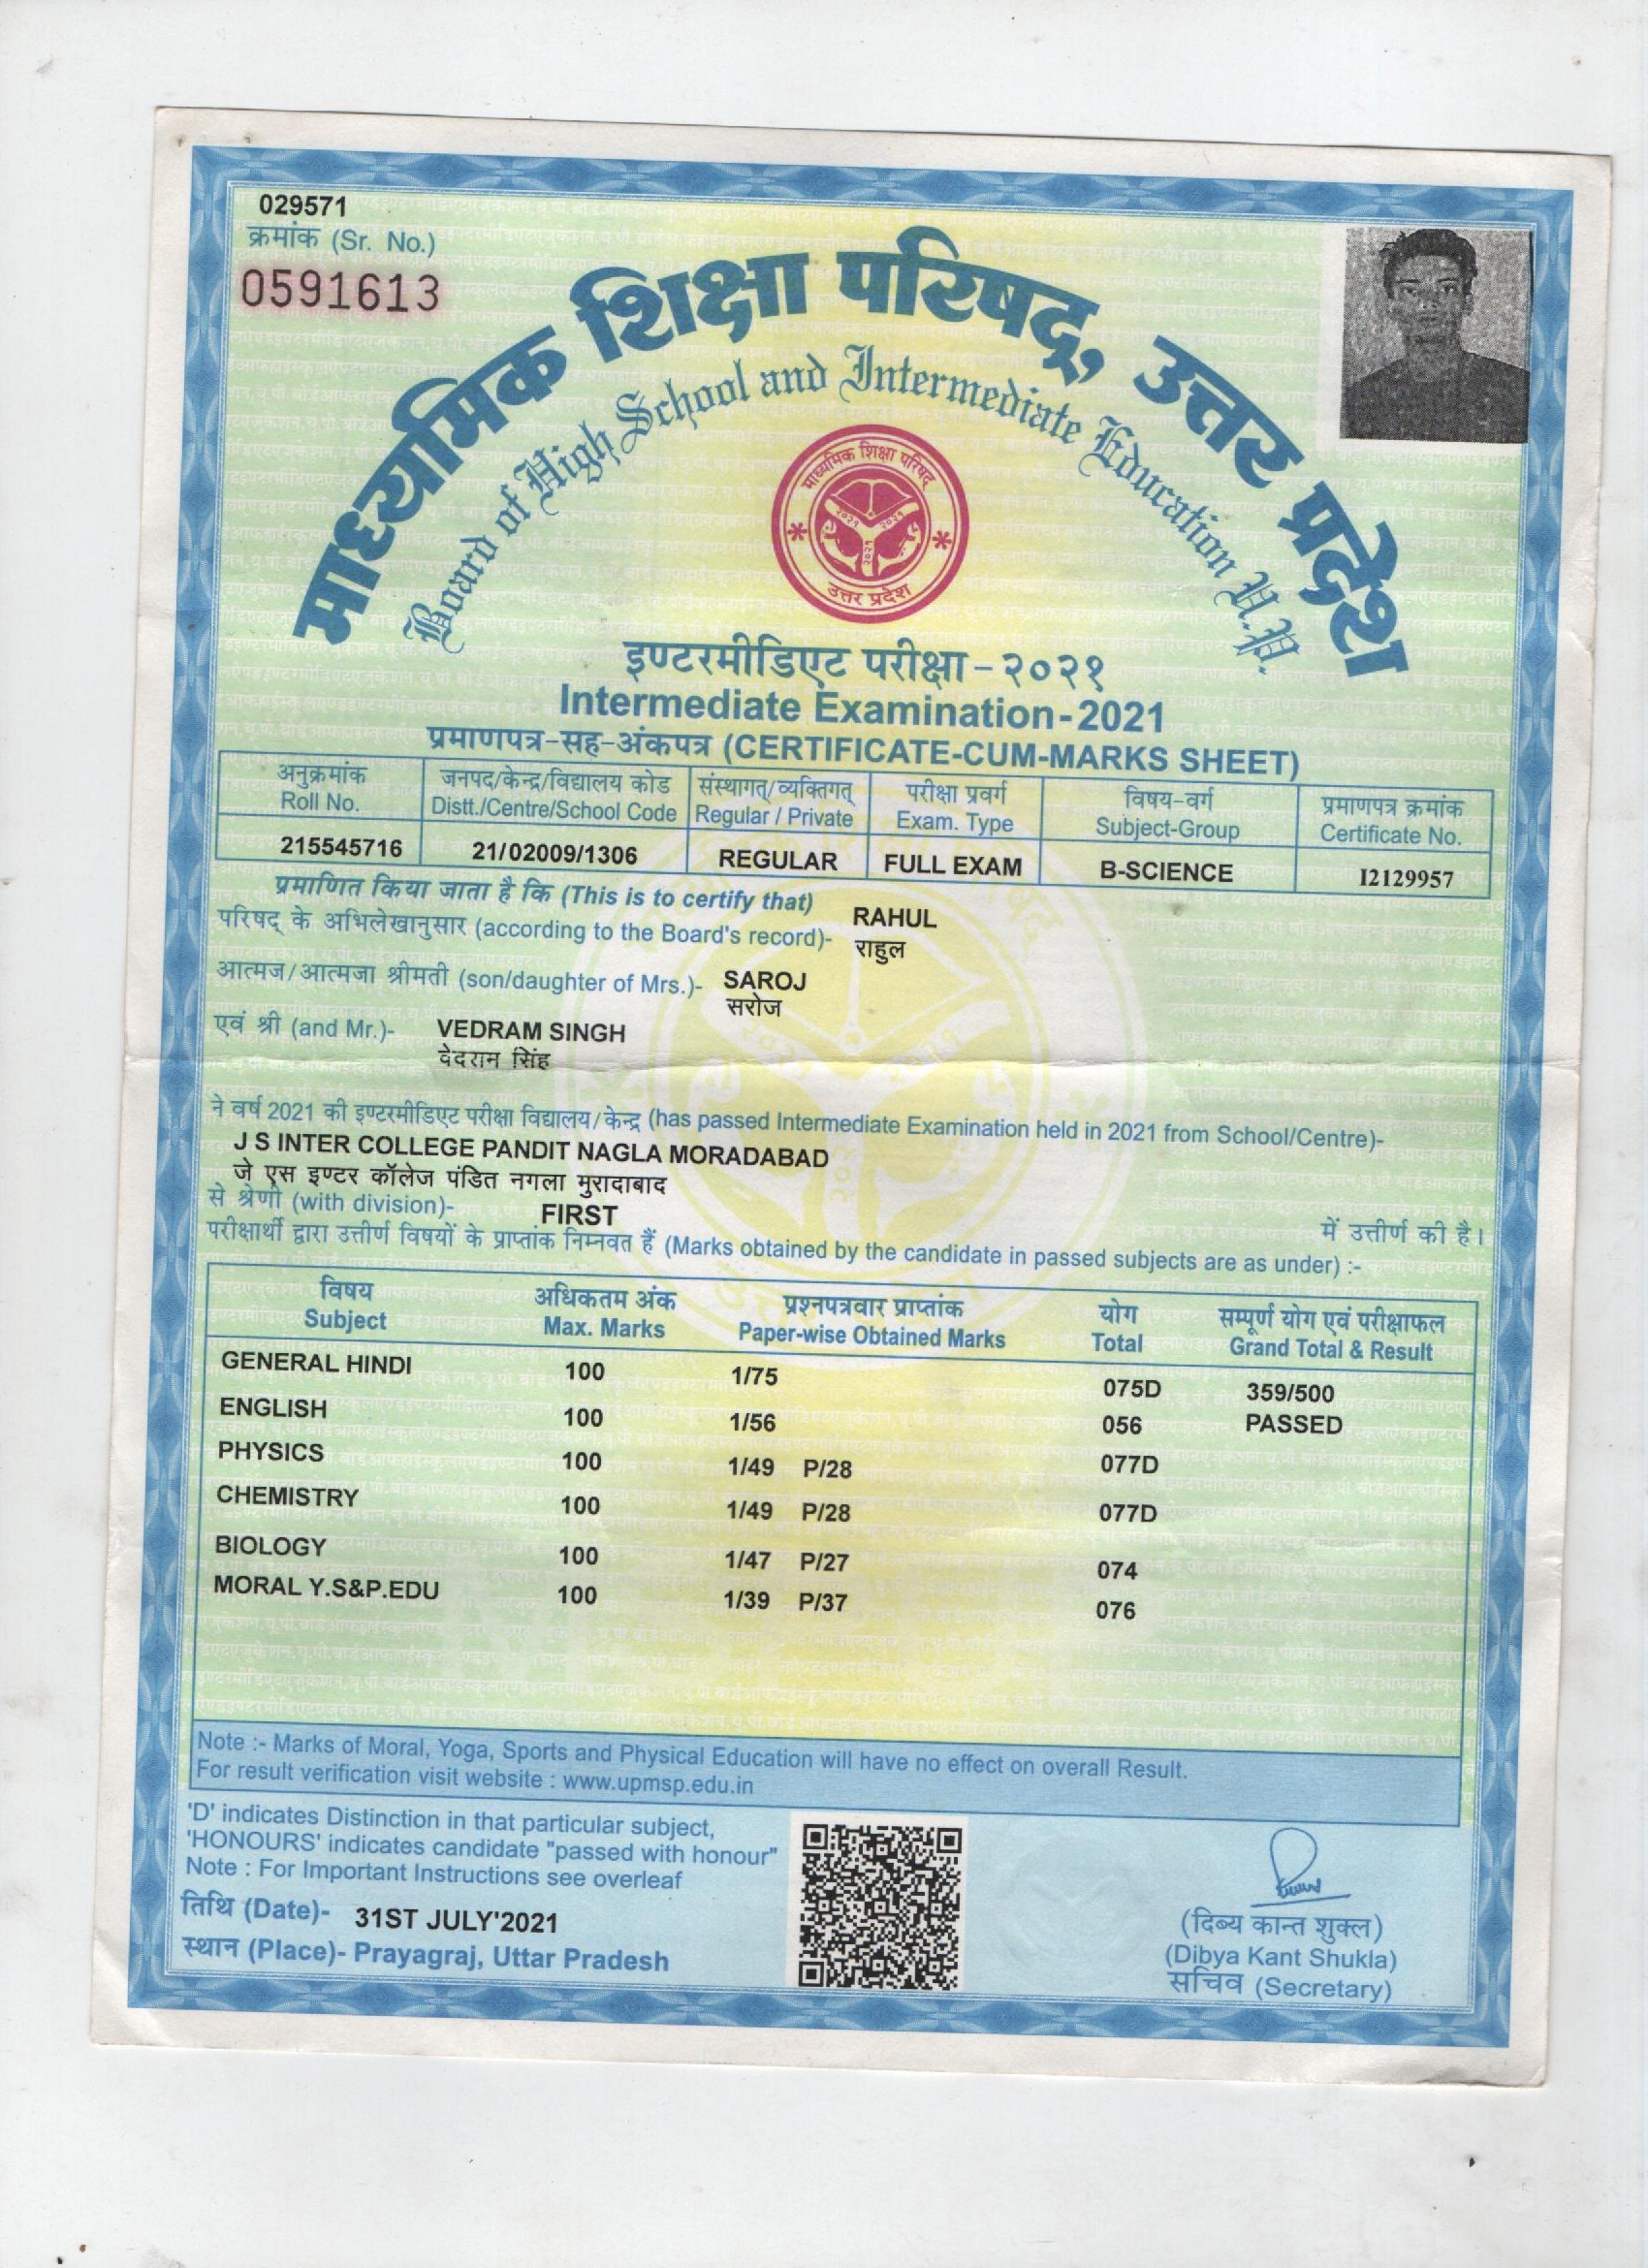 029571
क्रमांक (Sr. No.)
0591613
माध्यमिक शिक्षा परिषद्, उत्तर प्रदेश
Board of High School and Intermediate Education U.P.
माध्यमिक शिक्षा परिषद्
२०२१ २०२१
२०२१
उत्तर प्रदेश
इण्टरमीडिएट परीक्षा-२०२१
Intermediate Examination-2021
प्रमाणपत्र-सह-अंकपत्र (CERTIFICATE-CUM-MARKS SHEET)
अनुक्रमांक जनपद/केन्द्र/विद्यालय कोड संस्थागत्/व्यक्तिगत् परीक्षा प्रवर्ग विषय-वर्ग प्रमाणपत्र क्रमांक
Roll No. Distt./Centre/School Code Regular / Private Exam. Type Subject-Group Certificate No.
215545716 21/02009/1306 REGULAR FULL EXAM B-SCIENCE I2129957
प्रमाणित किया जाता है कि (This is to certify that)
परिषद् के अभिलेखानुसार (according to the Board's record)- RAHUL
राहुल
आत्मज/आत्मजा श्रीमती (son/daughter of Mrs.)- SAROJ
सरोज
एवं श्री (and Mr.)- VEDRAM SINGH
वेदराम सिंह
ने वर्ष 2021 की इण्टरमीडिएट परीक्षा विद्यालय/केन्द्र (has passed Intermediate Examination held in 2021 from School/Centre)-
J S INTER COLLEGE PANDIT NAGLA MORADABAD
जे एस इण्टर कॉलेज पंडित नगला मुरादाबाद
से श्रेणी (with division)- FIRST में उत्तीर्ण की है।
परीक्षार्थी द्वारा उत्तीर्ण विषयों के प्राप्तांक निम्नवत हैं (Marks obtained by the candidate in passed subjects are as under) :-
विषय अधिकतम अंक प्रश्नपत्रवार प्राप्तांक योग सम्पूर्ण योग एवं परीक्षाफल
Subject Max. Marks Paper-wise Obtained Marks Total Grand Total & Result
GENERAL HINDI 100 1/75 075D 359/500
ENGLISH 100 1/56 056 PASSED
PHYSICS 100 1/49 P/28 077D
CHEMISTRY 100 1/49 P/28 077D
BIOLOGY 100 1/47 P/27 074
MORAL Y.S&P.EDU 100 1/39 P/37 076
Note :- Marks of Moral, Yoga, Sports and Physical Education will have no effect on overall Result.
For result verification visit website : www.upmsp.edu.in
'D' indicates Distinction in that particular subject,
'HONOURS' indicates candidate "passed with honour"
Note : For Important Instructions see overleaf
तिथि (Date)- 31ST JULY'2021
स्थान (Place)- Prayagraj, Uttar Pradesh
(दिब्य कान्त शुक्ल)
(Dibya Kant Shukla)
सचिव (Secretary)